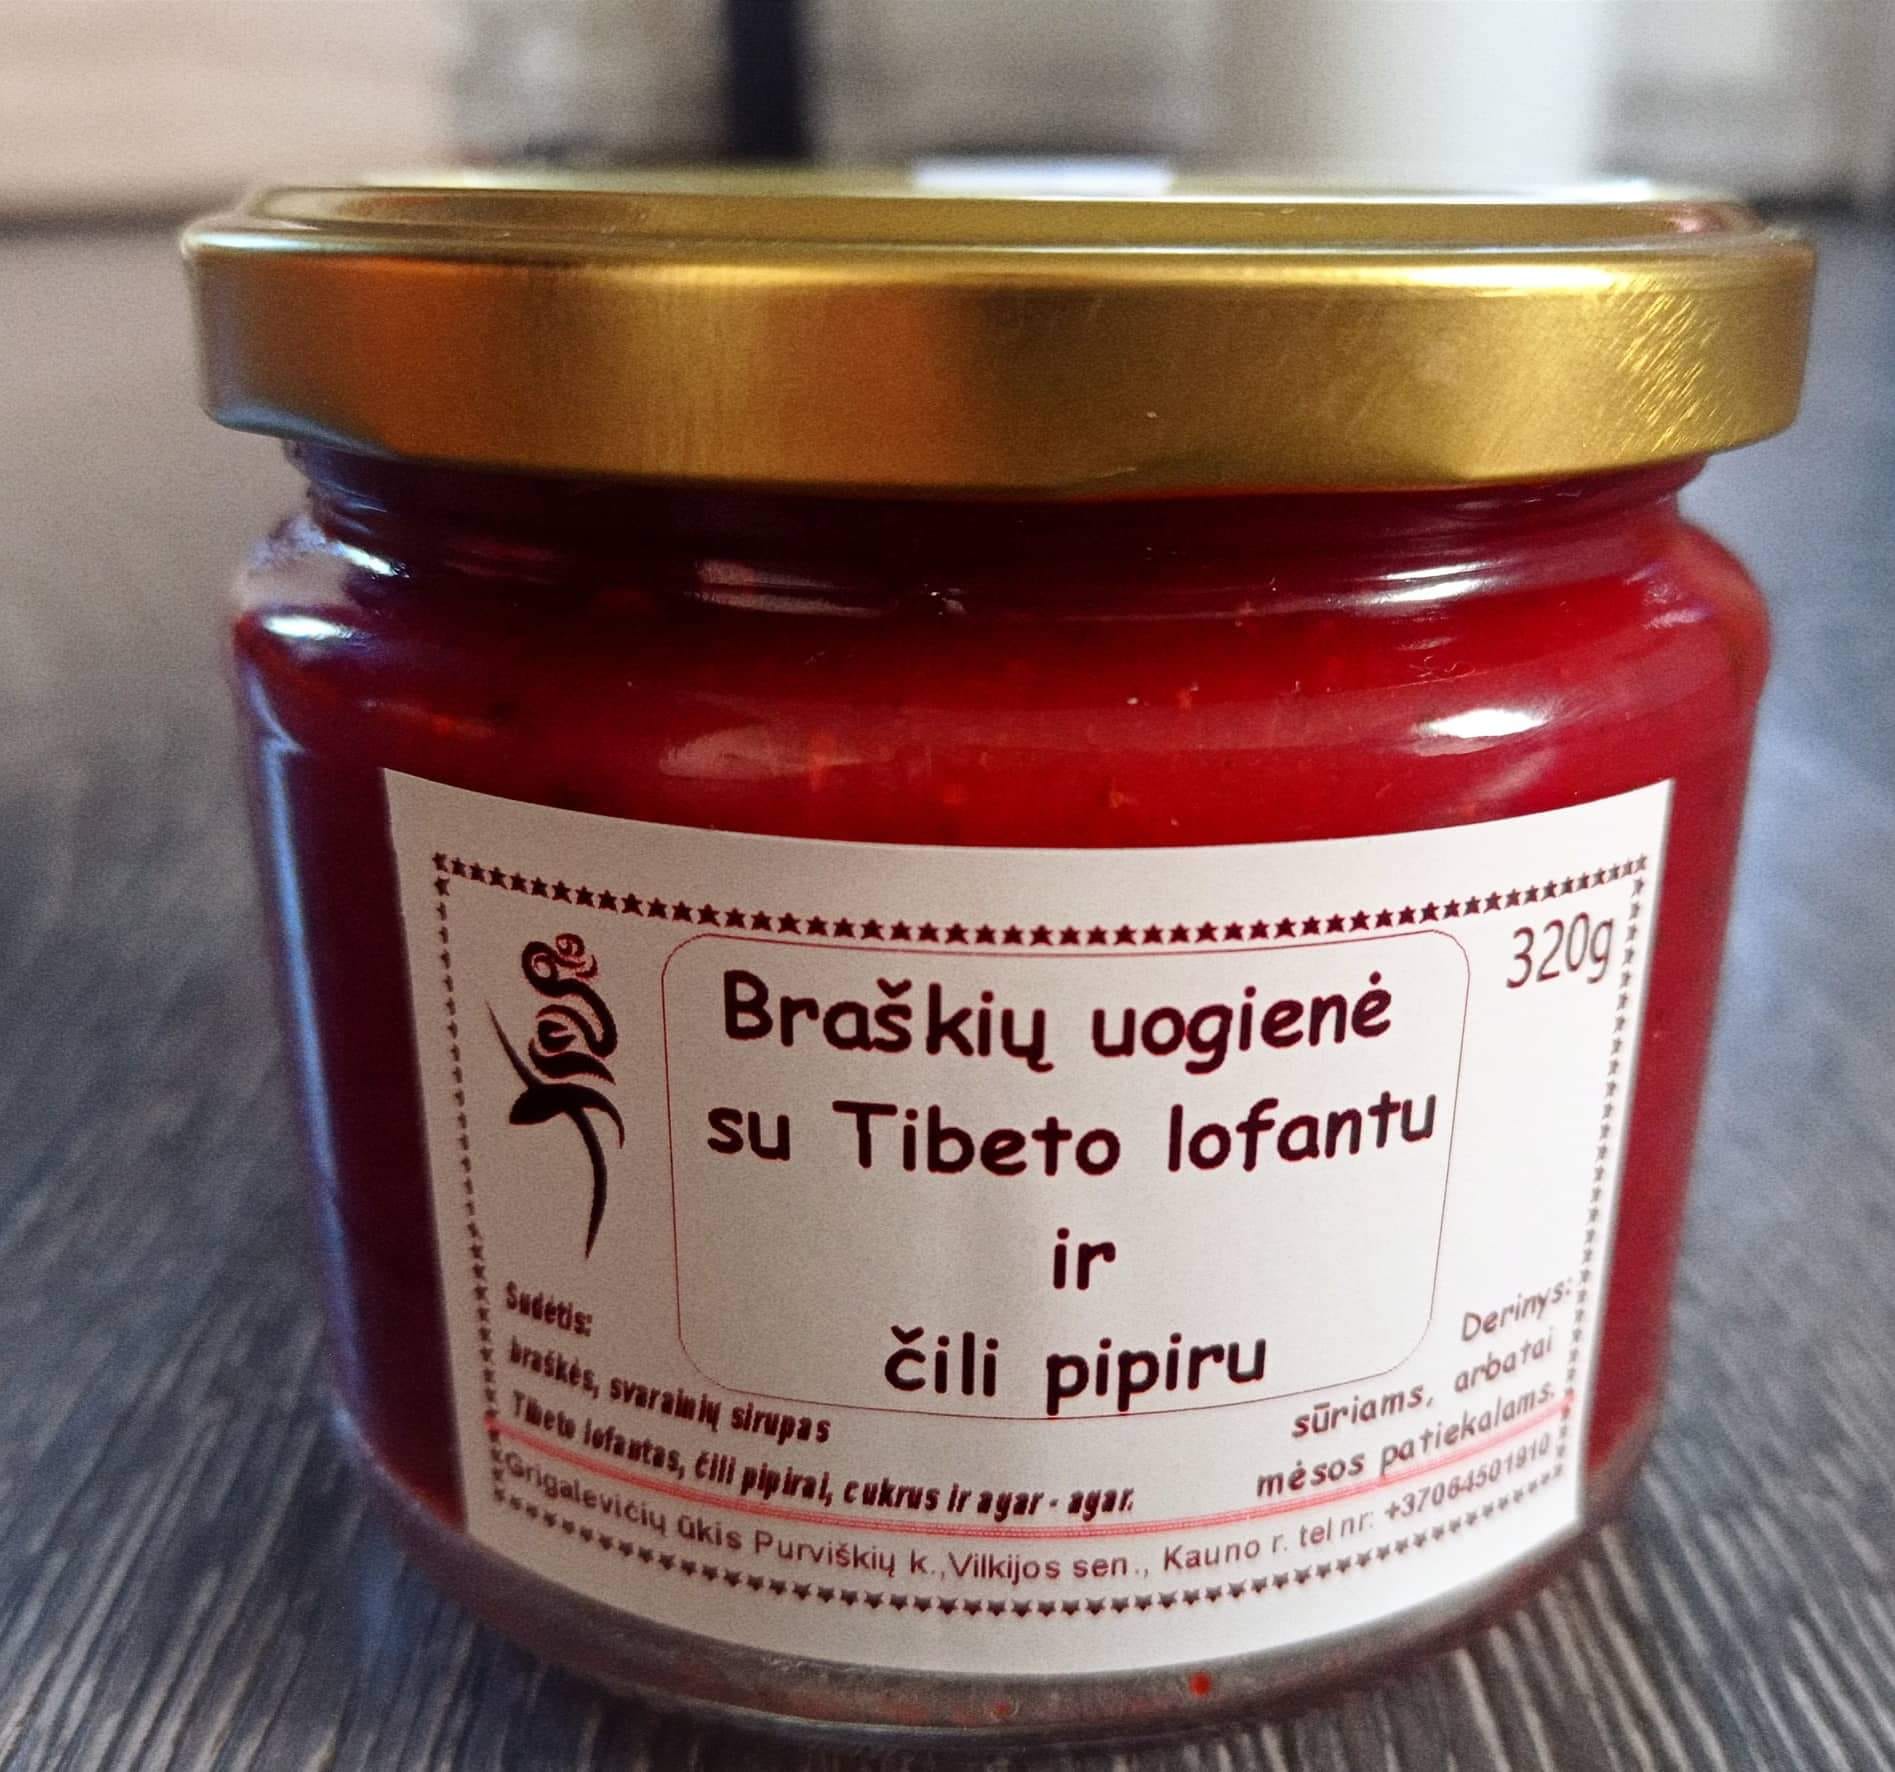 320g
Braškių uogienė
su Tibeto lofantu
ir
čili pipiru
Sudėtis:
braškės, svarainių sirupas
Tibeto lofantas, čili pipirai, cukrus ir agar - agar.
Derinys:
sūriams, arbatai
mėsos patiekalams.
Grigalevičių ūkis Purviškių k.,Vilkijos sen., Kauno r. tel nr: +37064501910